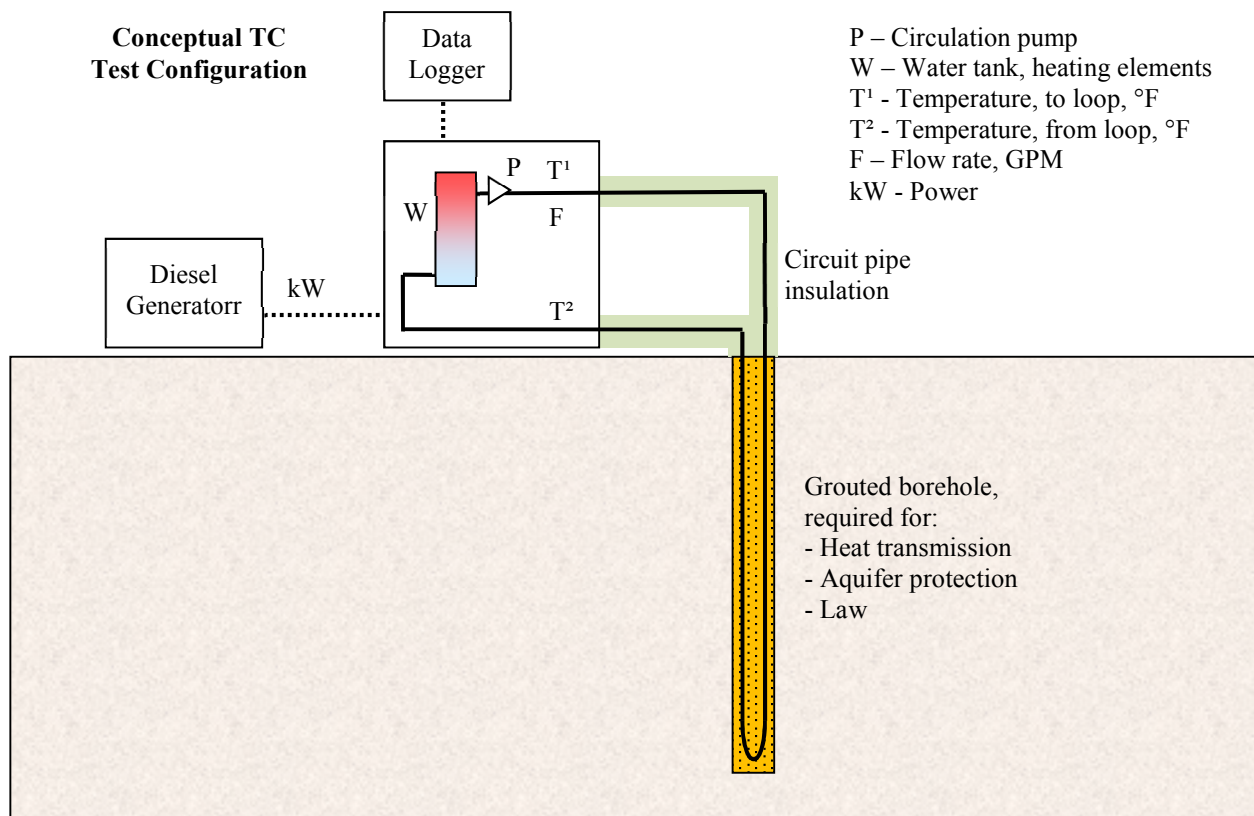 Conceptual TC
Test Configuration
Data
Logger
P – Circulation pump
W – Water tank, heating elements
T¹ - Temperature, to loop, °F
T² - Temperature, from loop, °F
F – Flow rate, GPM
kW - Power
P
T¹
W
F
Diesel
Generatorr
kW
T²
Circuit pipe
insulation
Grouted borehole,
required for:
- Heat transmission
- Aquifer protection
- Law